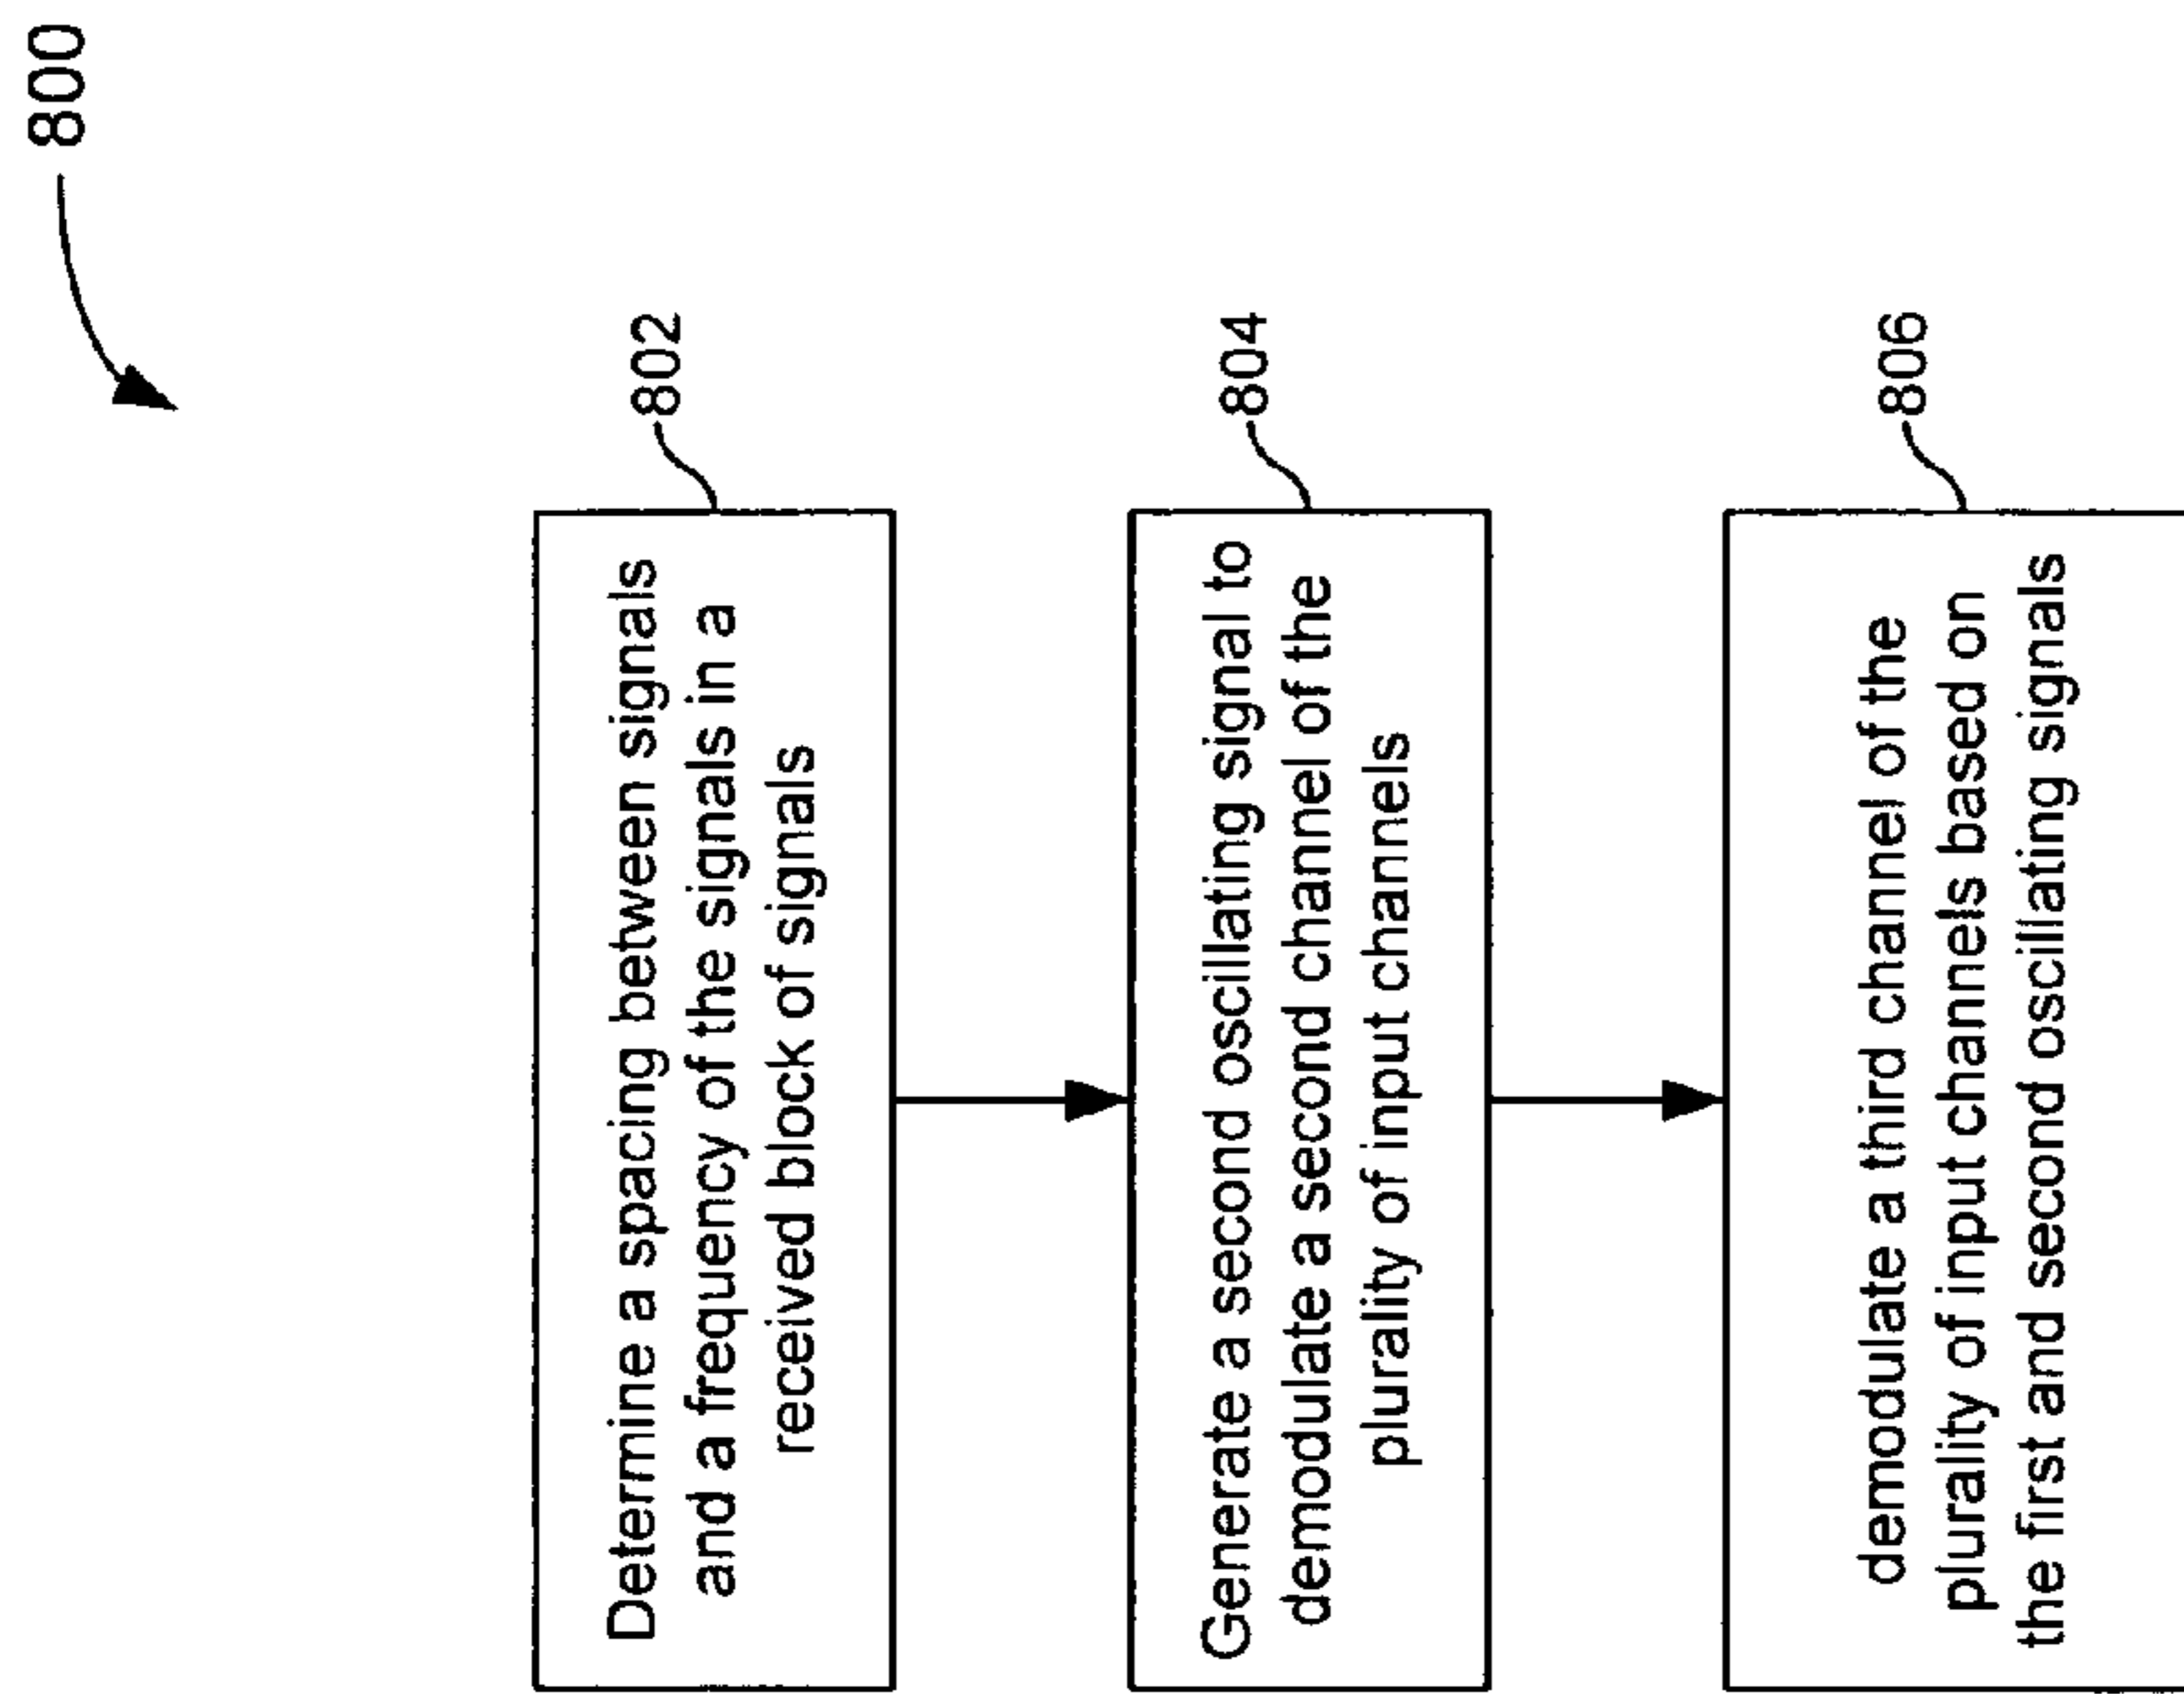 800
802
Determine a spacing between signals
and a frequency of the signals in a
received block of signals
804
Generate a second oscillating signal to
demodulate a second channel of the
plurality of input channels
806
demodulate a third channel of the
plurality of input channels based on
the first and second oscillating signals